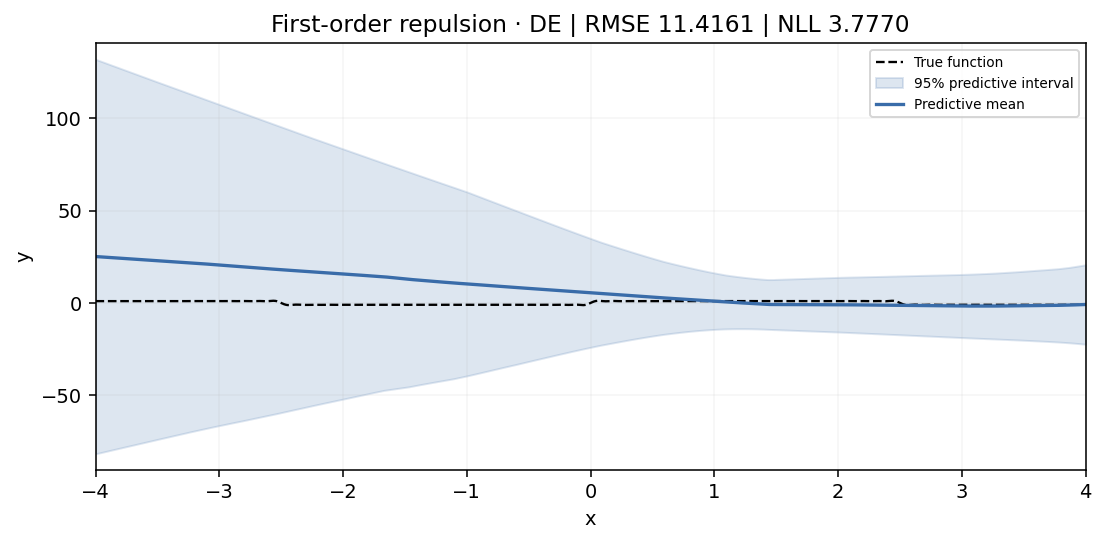 First-order repulsion · DE | RMSE 11.4161 | NLL 3.7770
True function
95% predictive interval
Predictive mean
100
50
0
−50
y
−4 −3 −2 −1 0 1 2 3 4
x